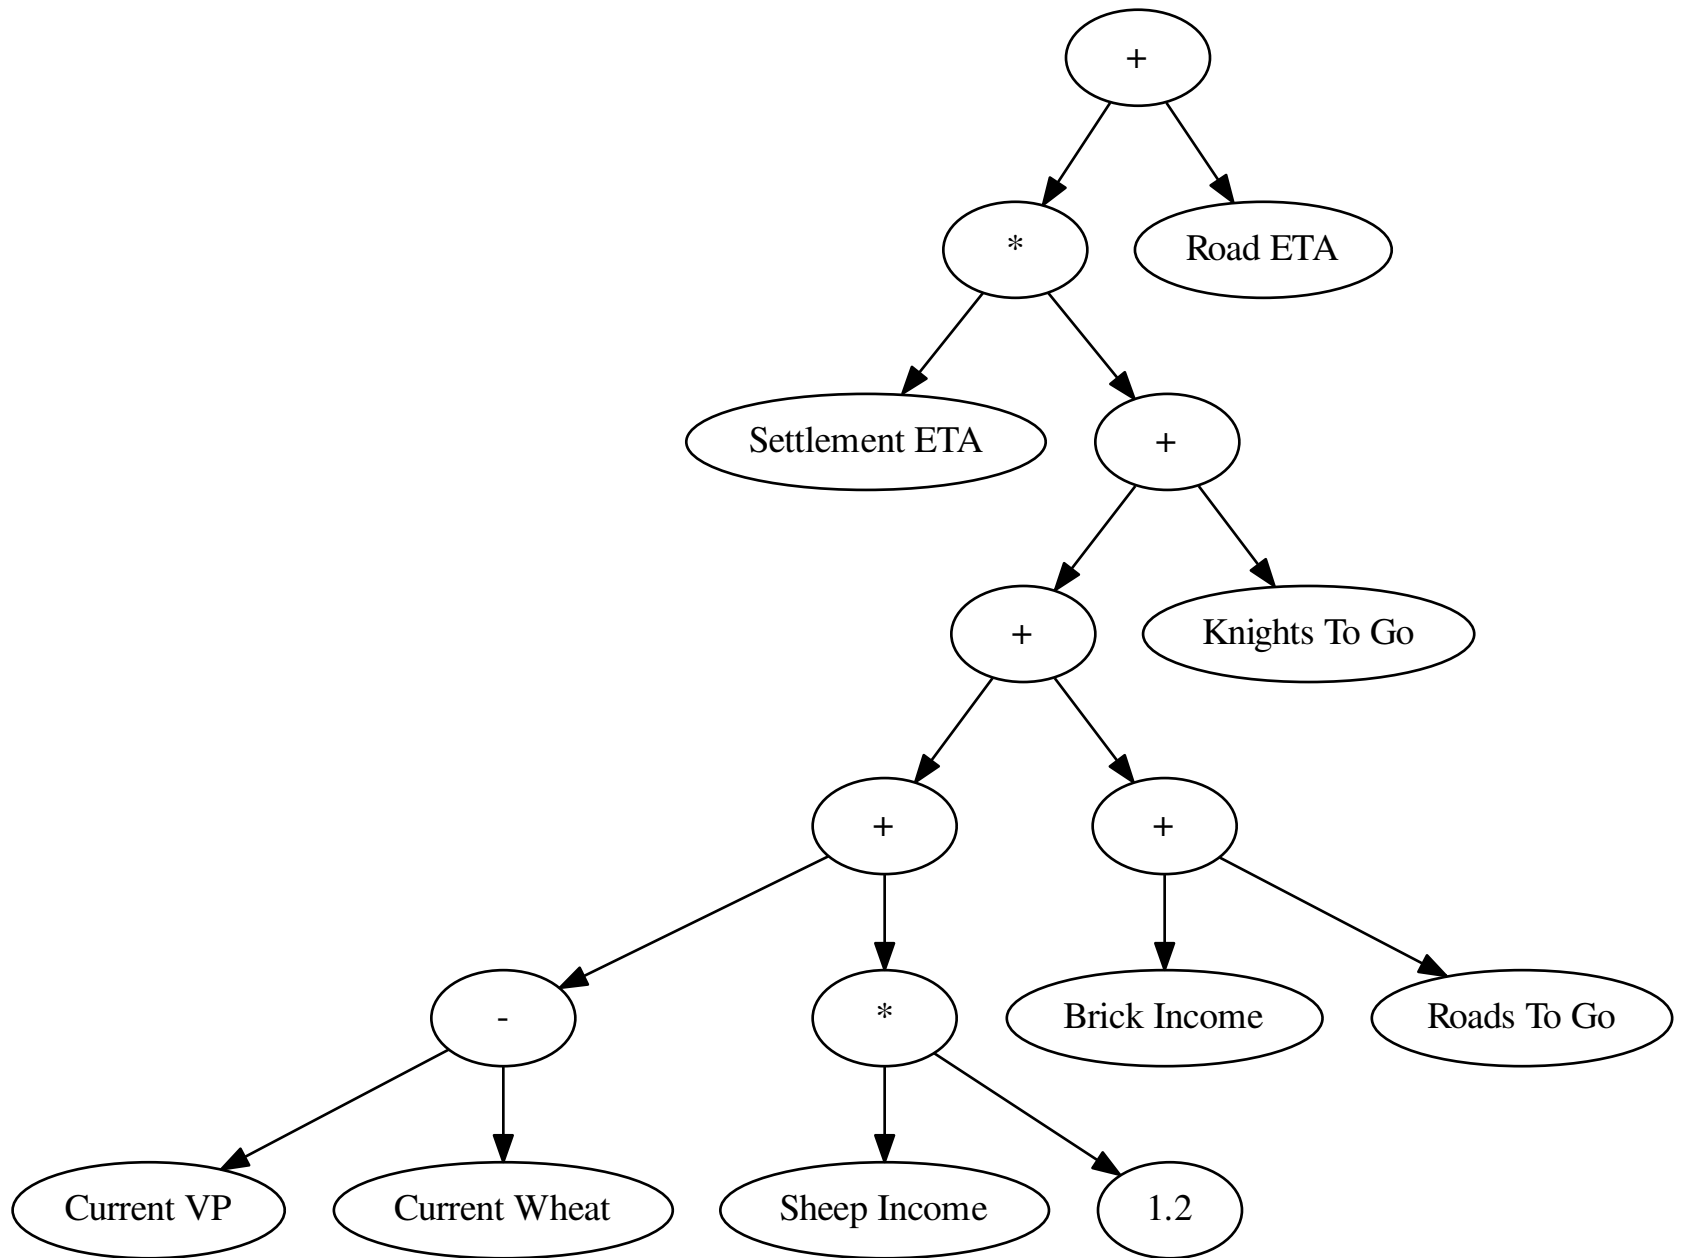 +
*
Road ETA
Settlement ETA
+
+
Knights To Go
+
+
-
*
Brick Income
Roads To Go
Current VP
Current Wheat
Sheep Income
1.2